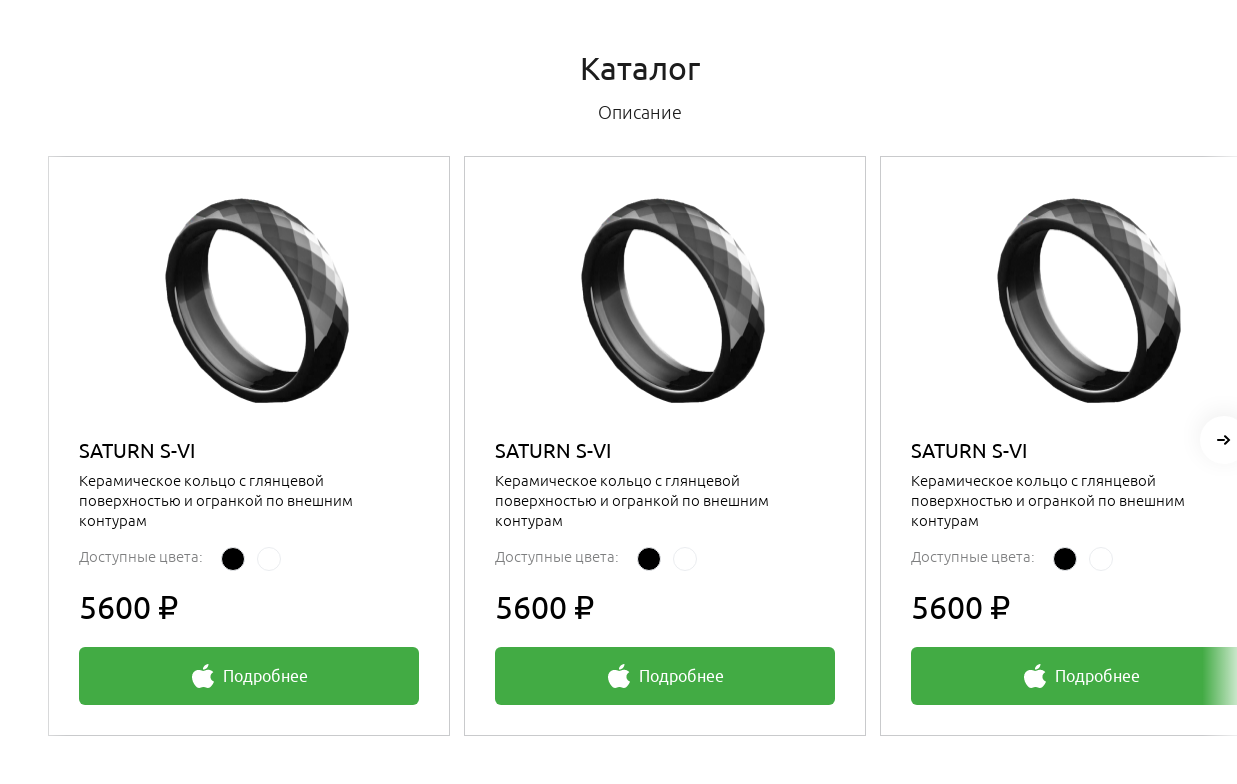 Каталог
Описание
SATURN S-VI
Керамическое кольцо с глянцевой
поверхностью и огранкой по внешним
контурам
Доступные цвета:
5600 ₽
Подробнее
SATURN S-VI
Керамическое кольцо с глянцевой
поверхностью и огранкой по внешним
контурам
Доступные цвета:
5600 ₽
Подробнее
SATURN S-VI
Керамическое кольцо с глянцевой
поверхностью и огранкой по внешним
контурам
Доступные цвета:
5600 ₽
Подробнее